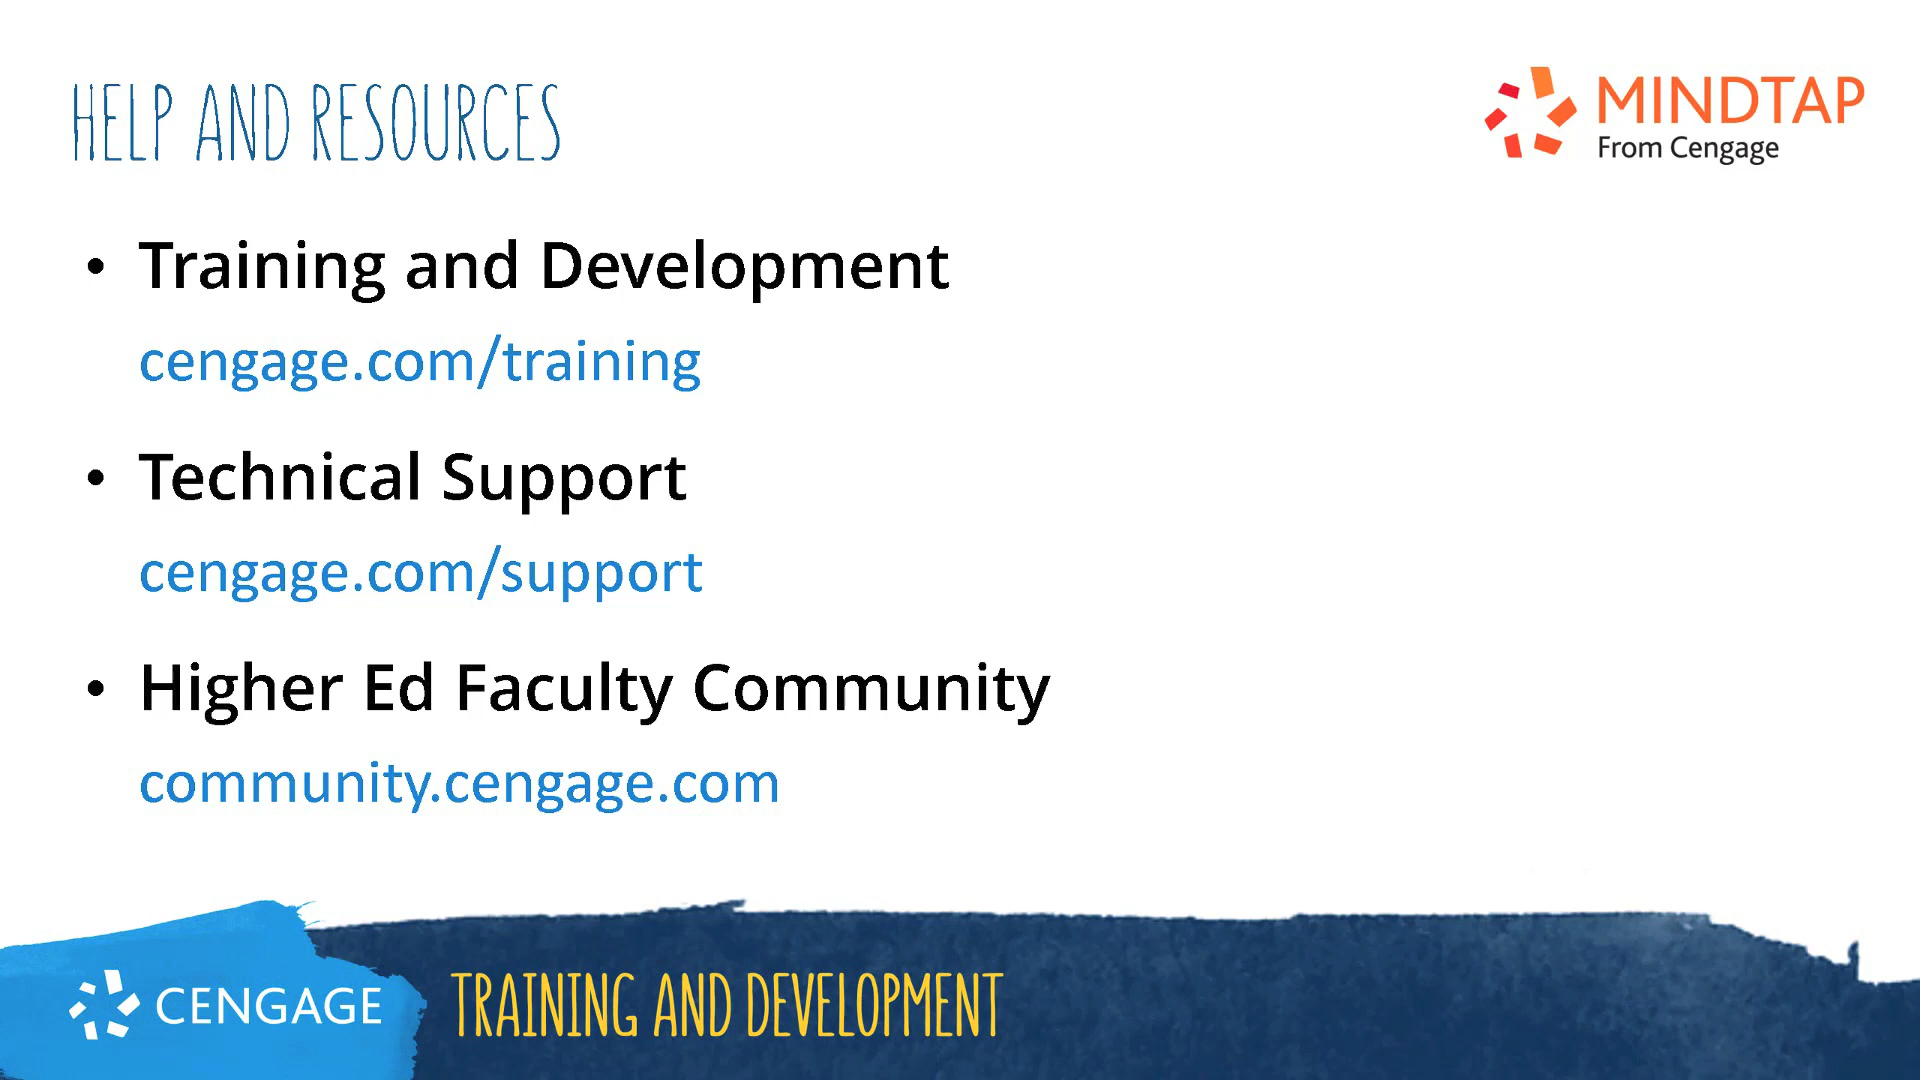 HELP AND RESOURCES
MINDTAP
From Cengage
• Training and Development
cengage.com/training
• Technical Support
cengage.com/support
• Higher Ed Faculty Community
community.cengage.com
CENGAGE
TRAINING AND DEVELOPMENT